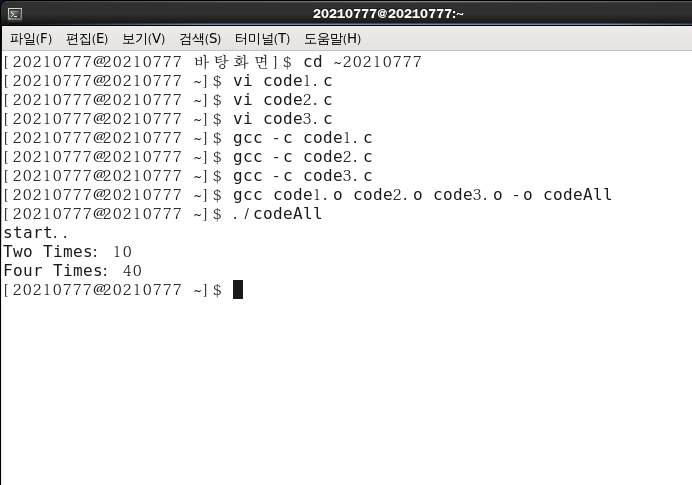 20210777@20210777:~
파일(F) 편집(E) 보기(V) 검색(S) 터미널(T) 도움말(H)
[20210777@20210777 바탕화면]$ cd ~20210777
[20210777@20210777 ~]$ vi code1.c
[20210777@20210777 ~]$ vi code2.c
[20210777@20210777 ~]$ vi code3.c
[20210777@20210777 ~]$ gcc -c code1.c
[20210777@20210777 ~]$ gcc -c code2.c
[20210777@20210777 ~]$ gcc -c code3.c
[20210777@20210777 ~]$ gcc code1.o code2.o code3.o -o codeAll
[20210777@20210777 ~]$ ./codeAll
start..
Two Times: 10
Four Times: 40
[20210777@20210777 ~]$